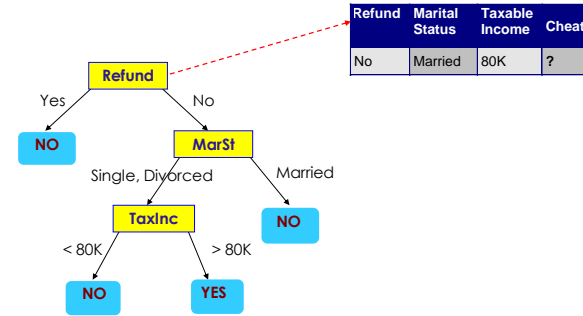 Refund Marital Status Taxable Income Cheat
No Married 80K ?
Refund
Yes No
NO MarSt
Single, Divorced Married
TaxInc NO
< 80K > 80K
NO YES